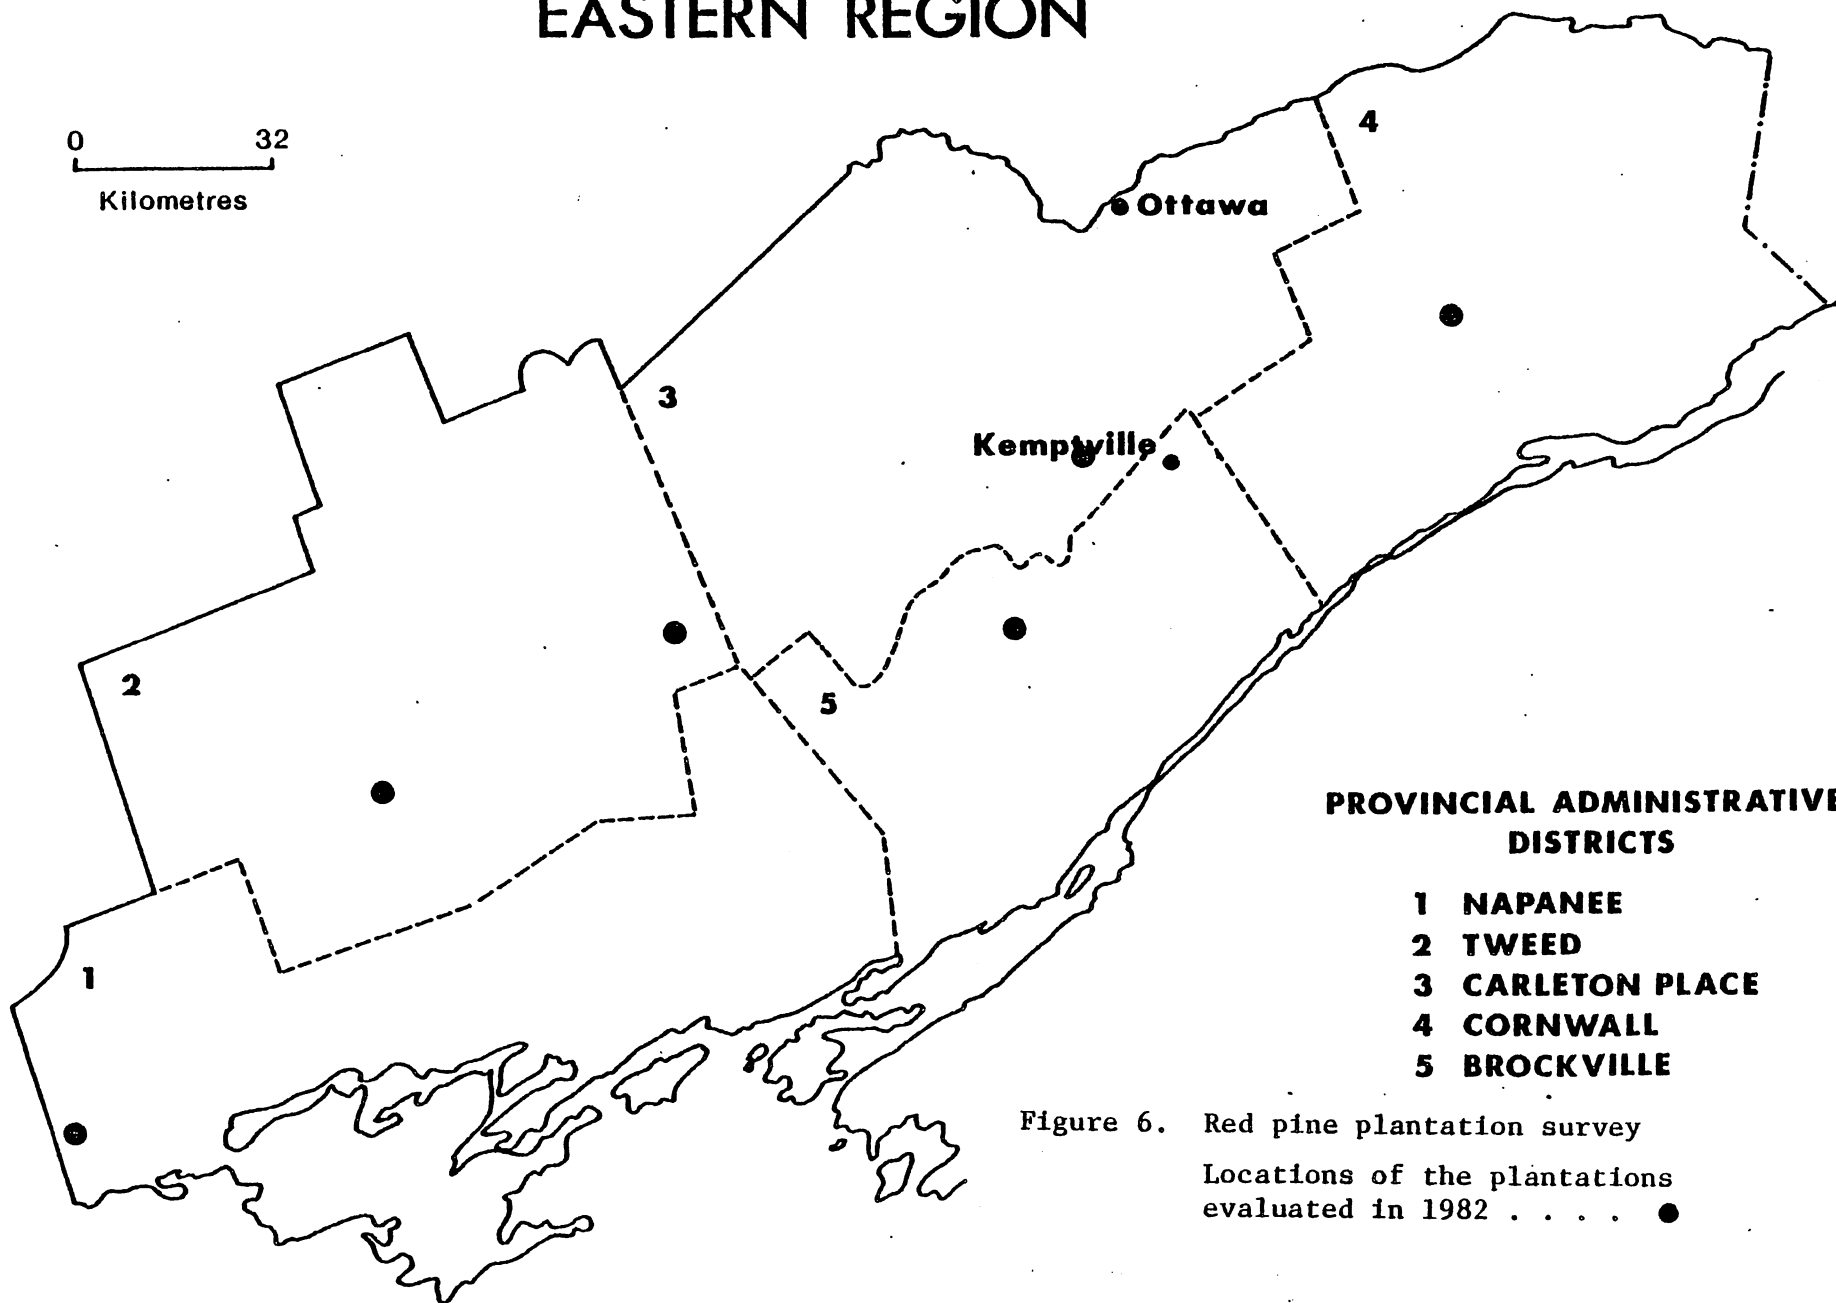 EASTERN REGION
0 32
Kilometres
4
Ottawa
3
Kemptville
2
5
1
PROVINCIAL ADMINISTRATIVE
DISTRICTS
1 NAPANEE
2 TWEED
3 CARLETON PLACE
4 CORNWALL
5 BROCKVILLE
Figure 6. Red pine plantation survey
Locations of the plantations
evaluated in 1982 . . . .